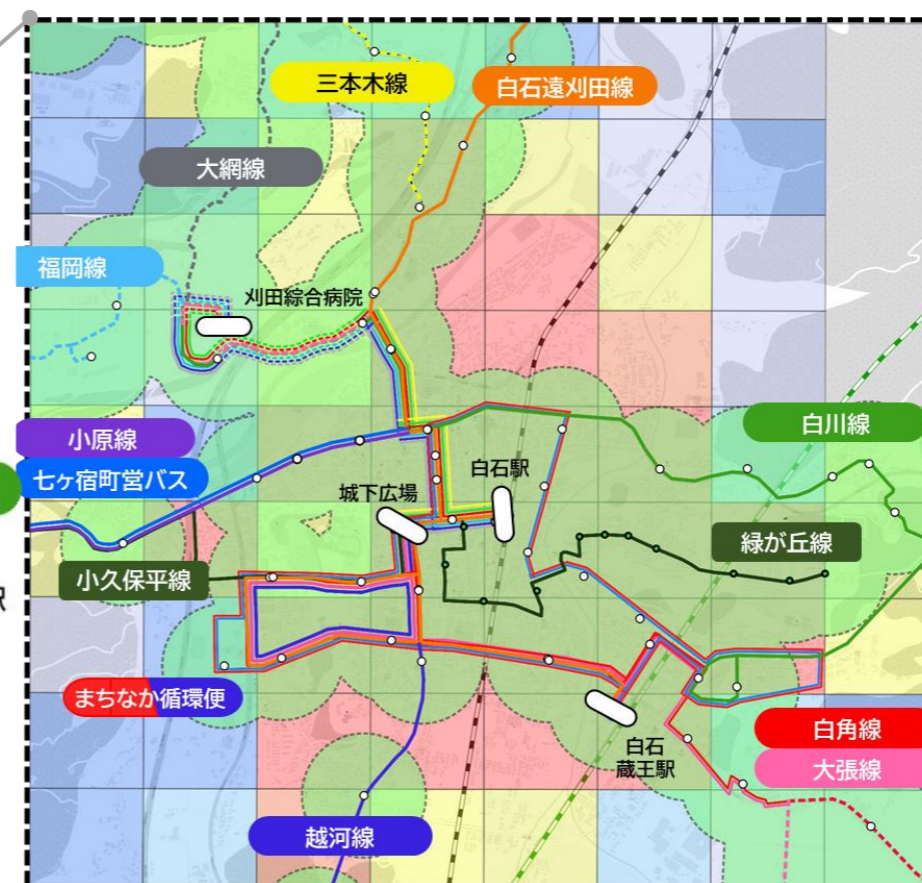 三本木線
白石遠刈田線
大網線
福岡線
刈田綜合病院
小原線
白川線
七ヶ宿町営バス
白石駅
城下広場
緑が丘線
小久保平線
駅
まちなか循環便
白角線
白石
蔵王駅
大張線
越河線